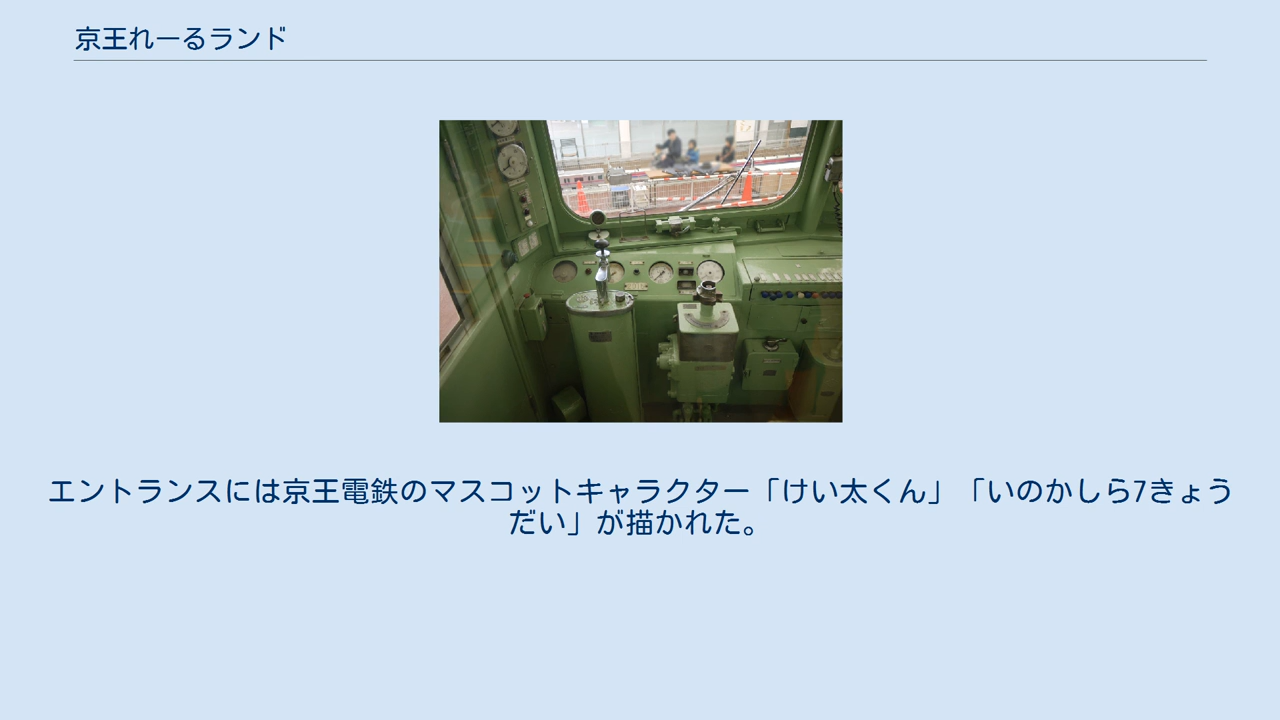 京王れーるランド
エントランスには京王電鉄のマスコットキャラクター「けい太くん」「いのかしら7きょう
だい」が描かれた。